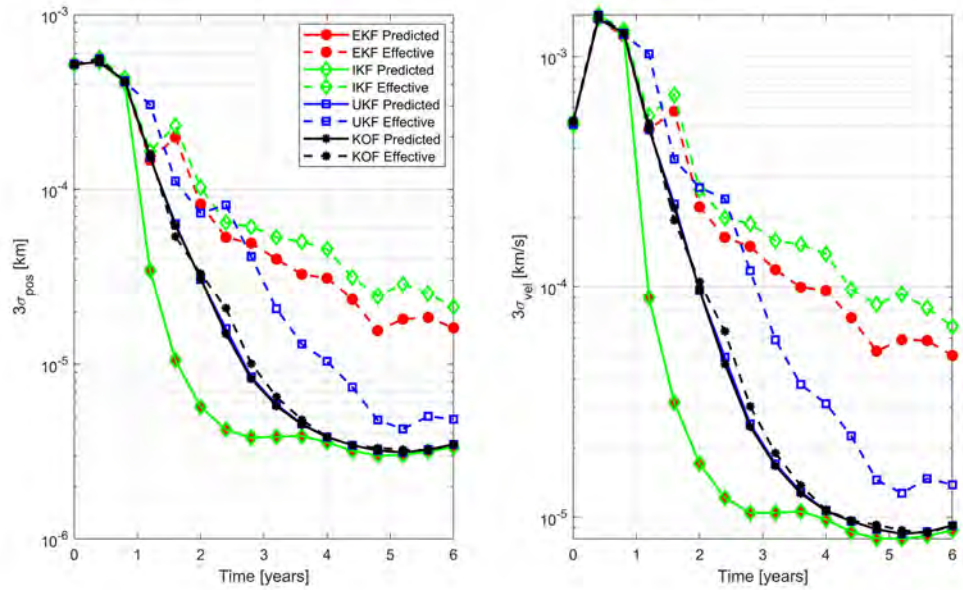 10^-3
10^-4
10^-5
10^-6
3σ_pos [km]
0 1 2 3 4 5 6
Time [years]
EKF Predicted
EKF Effective
IKF Predicted
IKF Effective
UKF Predicted
UKF Effective
KOF Predicted
KOF Effective
10^-3
10^-4
10^-5
3σ_vel [km/s]
0 1 2 3 4 5 6
Time [years]